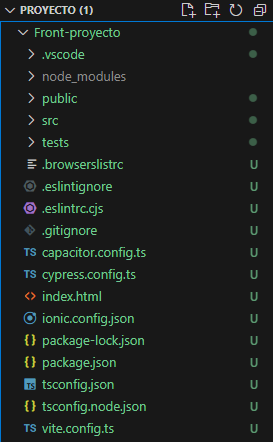 PROYECTO (1)
Front-proyecto
.vscode
node_modules
public
src
tests
.browserslistrc U
.eslintignore U
.eslintrc.cjs U
.gitignore U
TS capacitor.config.ts U
TS cypress.config.ts U
<> index.html U
ionic.config.json U
{} package-lock.json U
{} package.json U
TS tsconfig.json U
{} tsconfig.node.json U
TS vite.config.ts U